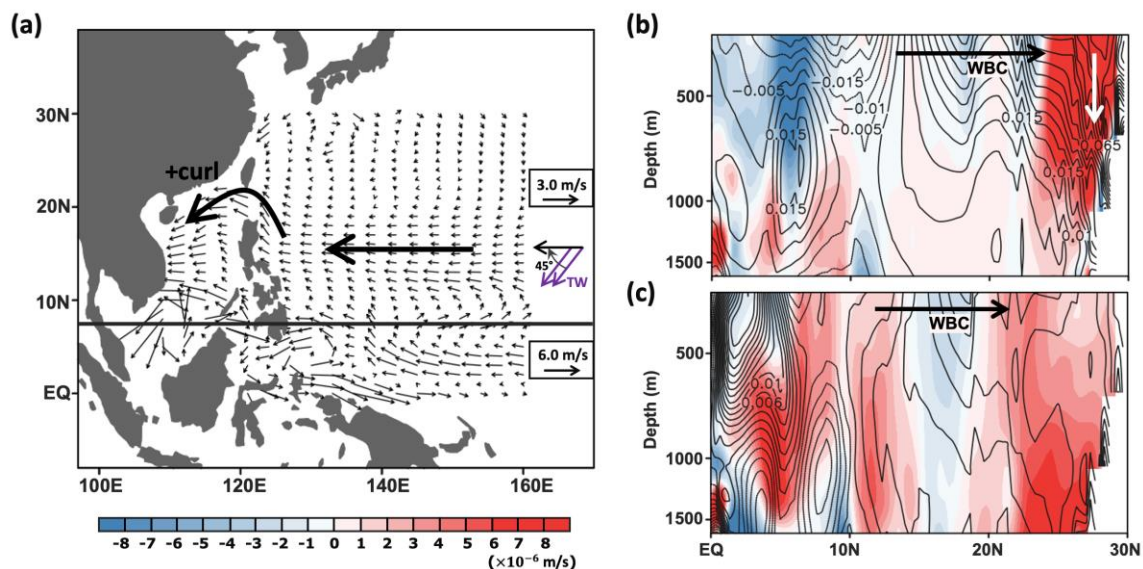 (a)
30N
20N
10N
EQ
+curl
3.0 m/s
45°
TW
6.0 m/s
100E 120E 140E 160E
-8 -7 -6 -5 -4 -3 -2 -1 0 1 2 3 4 5 6 7 8
(×10⁻⁶ m/s)
(b)
Depth (m)
500
1000
1500
WBC
-0.015
-0.005
-0.01
-0.005
0.015
0.015
0.015
0.065
0.015
0.0
(c)
Depth (m)
500
1000
1500
WBC
0.01
0.006
EQ 10N 20N 30N